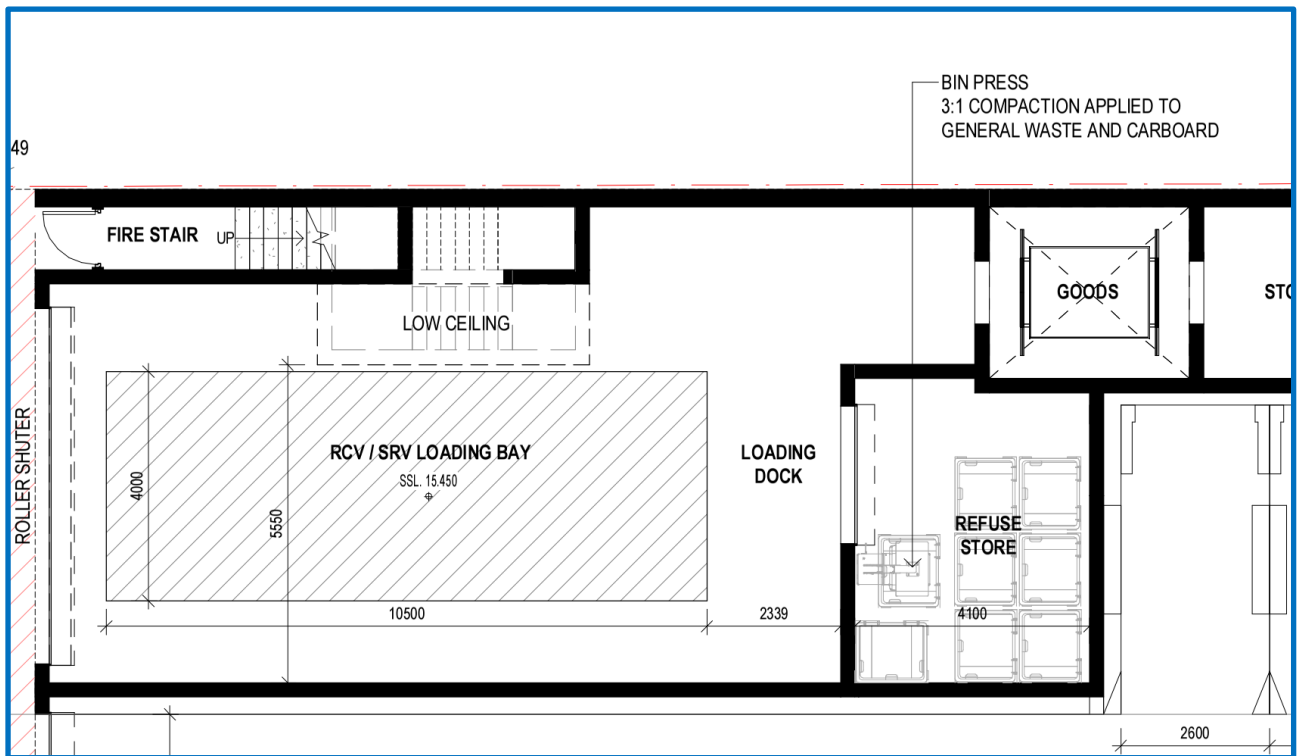 BIN PRESS
3:1 COMPACTION APPLIED TO
GENERAL WASTE AND CARBOARD
49
FIRE STAIR
UP
GOODS
STO
LOW CEILING
ROLLER SHUTER
RCV / SRV LOADING BAY
SSL. 15.450
4000
5550
LOADING
DOCK
REFUSE
STORE
10500
2339
4100
2600